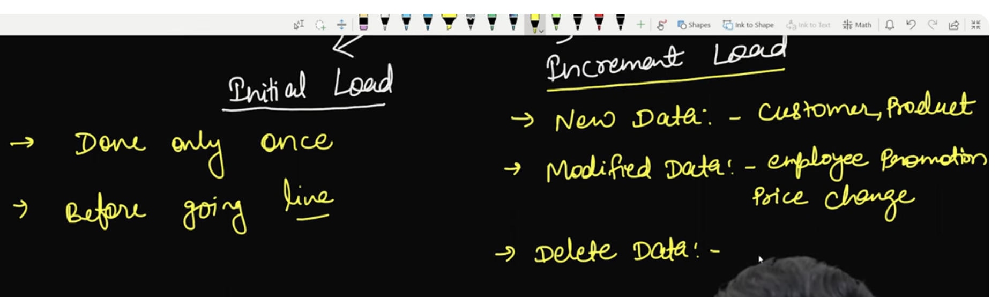 Shapes Ink to Shape Ink to Text Math
Initial Load
→ Done only once
→ Before going live
Increment Load
→ New Data: - Customer, Product
→ Modified Data: - employee Promotion
Price change
→ Delete Data: -